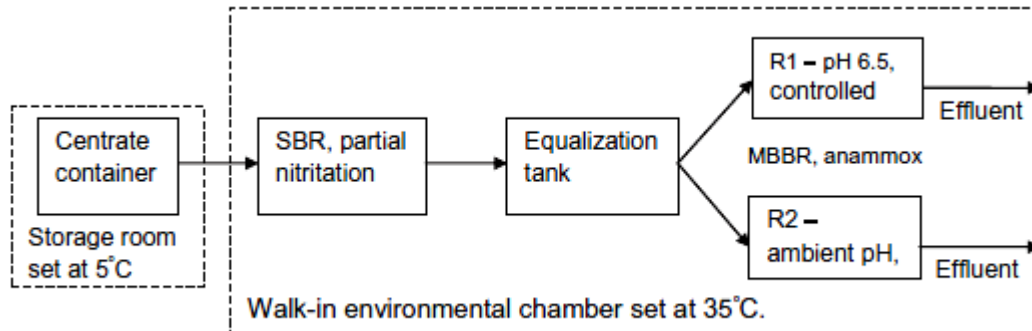 Centrate
container
Storage room
set at 5°C
SBR, partial
nitritation
Equalization
tank
R1 – pH 6.5,
controlled
Effluent
MBBR, anammox
R2 –
ambient pH,
Effluent
Walk-in environmental chamber set at 35°C.